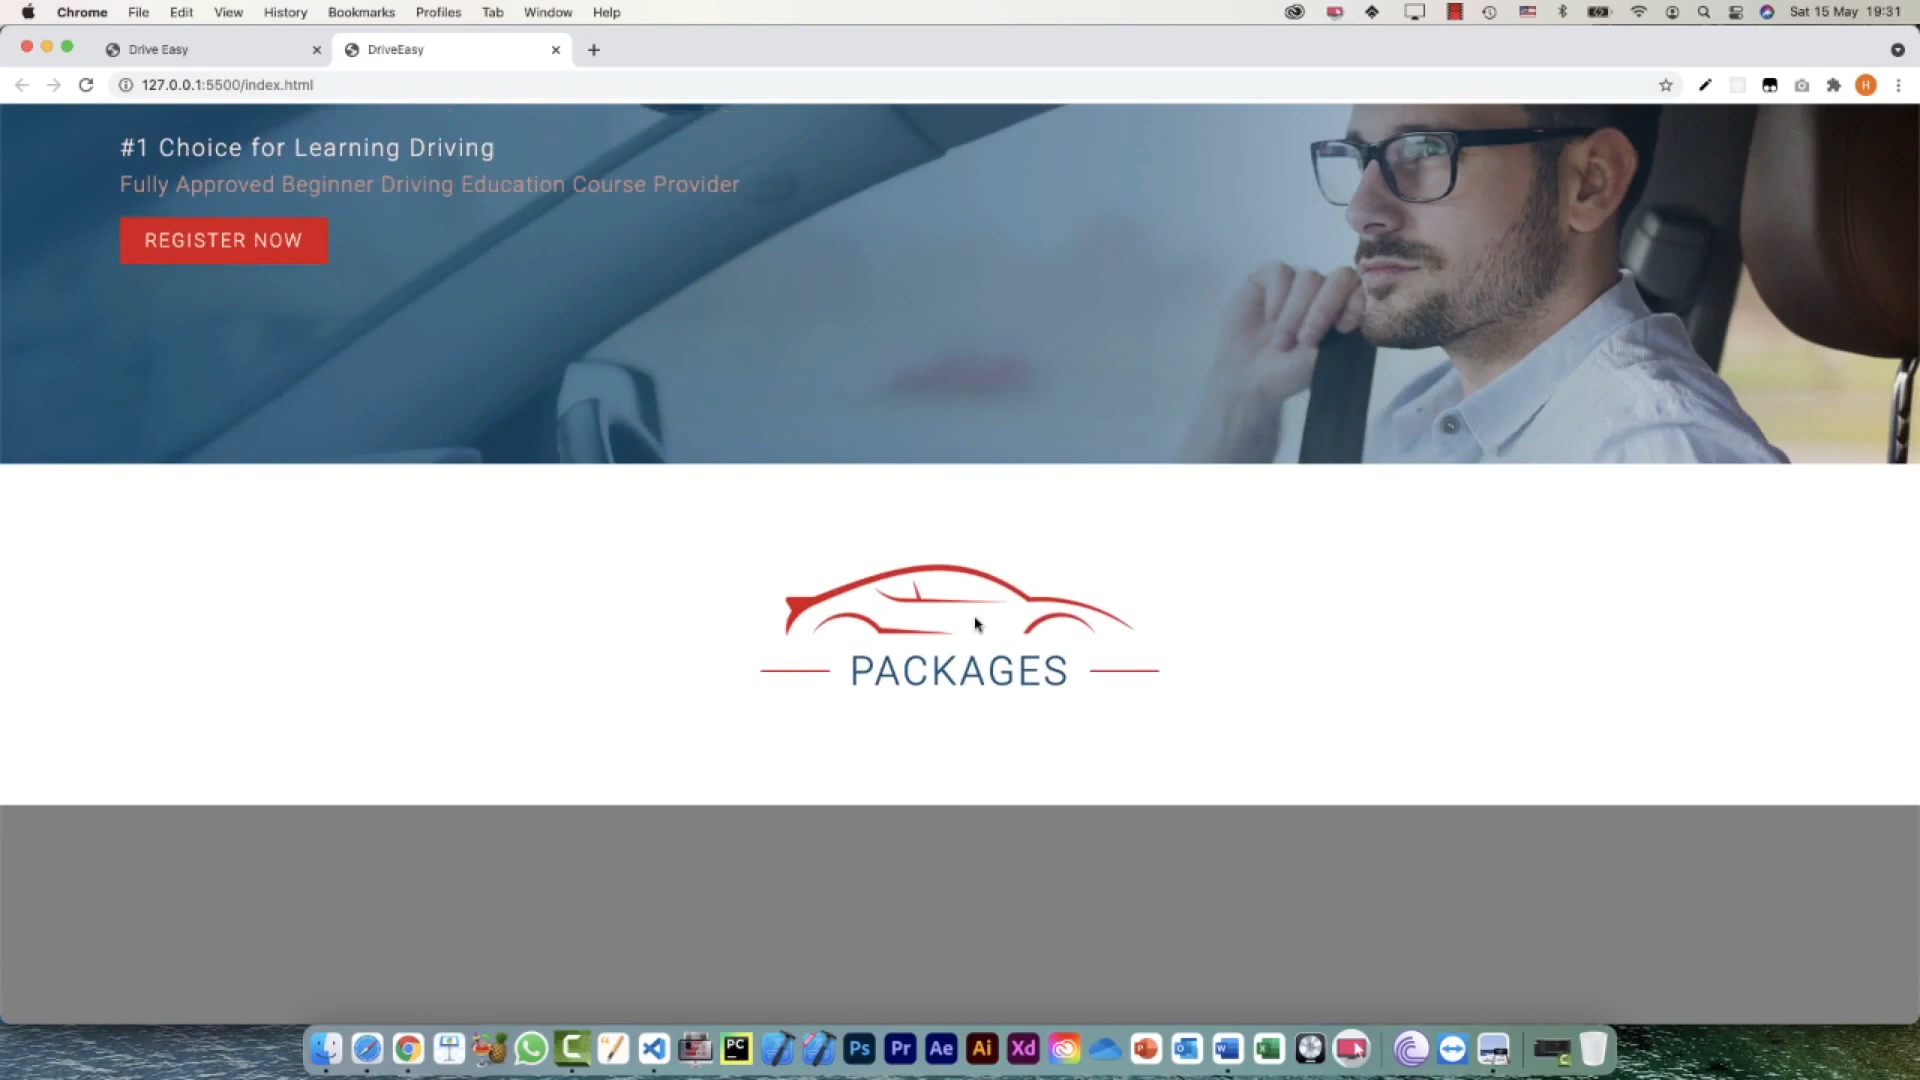 Chrome File Edit View History Bookmarks Profiles Tab Window Help
Sat 15 May 19:31
Drive Easy
DriveEasy
127.0.0.1:5500/index.html
H
#1 Choice for Learning Driving
Fully Approved Beginner Driving Education Course Provider
REGISTER NOW
PACKAGES
PC Ps Pr Ae Ai Xd